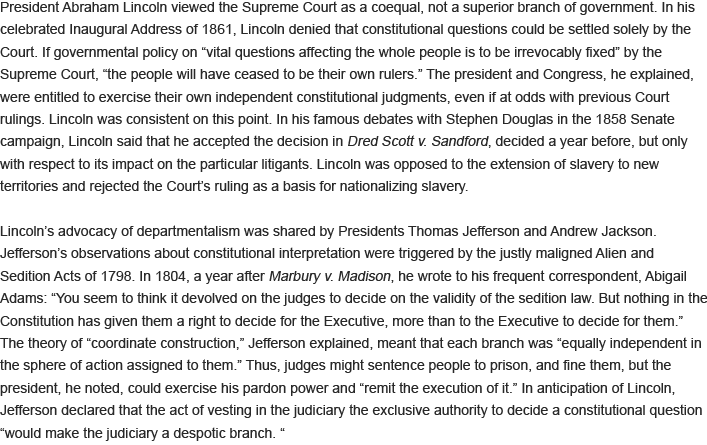 President Abraham Lincoln viewed the Supreme Court as a coequal, not a superior branch of government. In his
celebrated Inaugural Address of 1861, Lincoln denied that constitutional questions could be settled solely by the
Court. If governmental policy on “vital questions affecting the whole people is to be irrevocably fixed” by the
Supreme Court, “the people will have ceased to be their own rulers.” The president and Congress, he explained,
were entitled to exercise their own independent constitutional judgments, even if at odds with previous Court
rulings. Lincoln was consistent on this point. In his famous debates with Stephen Douglas in the 1858 Senate
campaign, Lincoln said that he accepted the decision in Dred Scott v. Sandford, decided a year before, but only
with respect to its impact on the particular litigants. Lincoln was opposed to the extension of slavery to new
territories and rejected the Court’s ruling as a basis for nationalizing slavery.

Lincoln’s advocacy of departmentalism was shared by Presidents Thomas Jefferson and Andrew Jackson.
Jefferson’s observations about constitutional interpretation were triggered by the justly maligned Alien and
Sedition Acts of 1798. In 1804, a year after Marbury v. Madison, he wrote to his frequent correspondent, Abigail
Adams: “You seem to think it devolved on the judges to decide on the validity of the sedition law. But nothing in the
Constitution has given them a right to decide for the Executive, more than to the Executive to decide for them.”
The theory of “coordinate construction,” Jefferson explained, meant that each branch was “equally independent in
the sphere of action assigned to them.” Thus, judges might sentence people to prison, and fine them, but the
president, he noted, could exercise his pardon power and “remit the execution of it.” In anticipation of Lincoln,
Jefferson declared that the act of vesting in the judiciary the exclusive authority to decide a constitutional question
“would make the judiciary a despotic branch. “